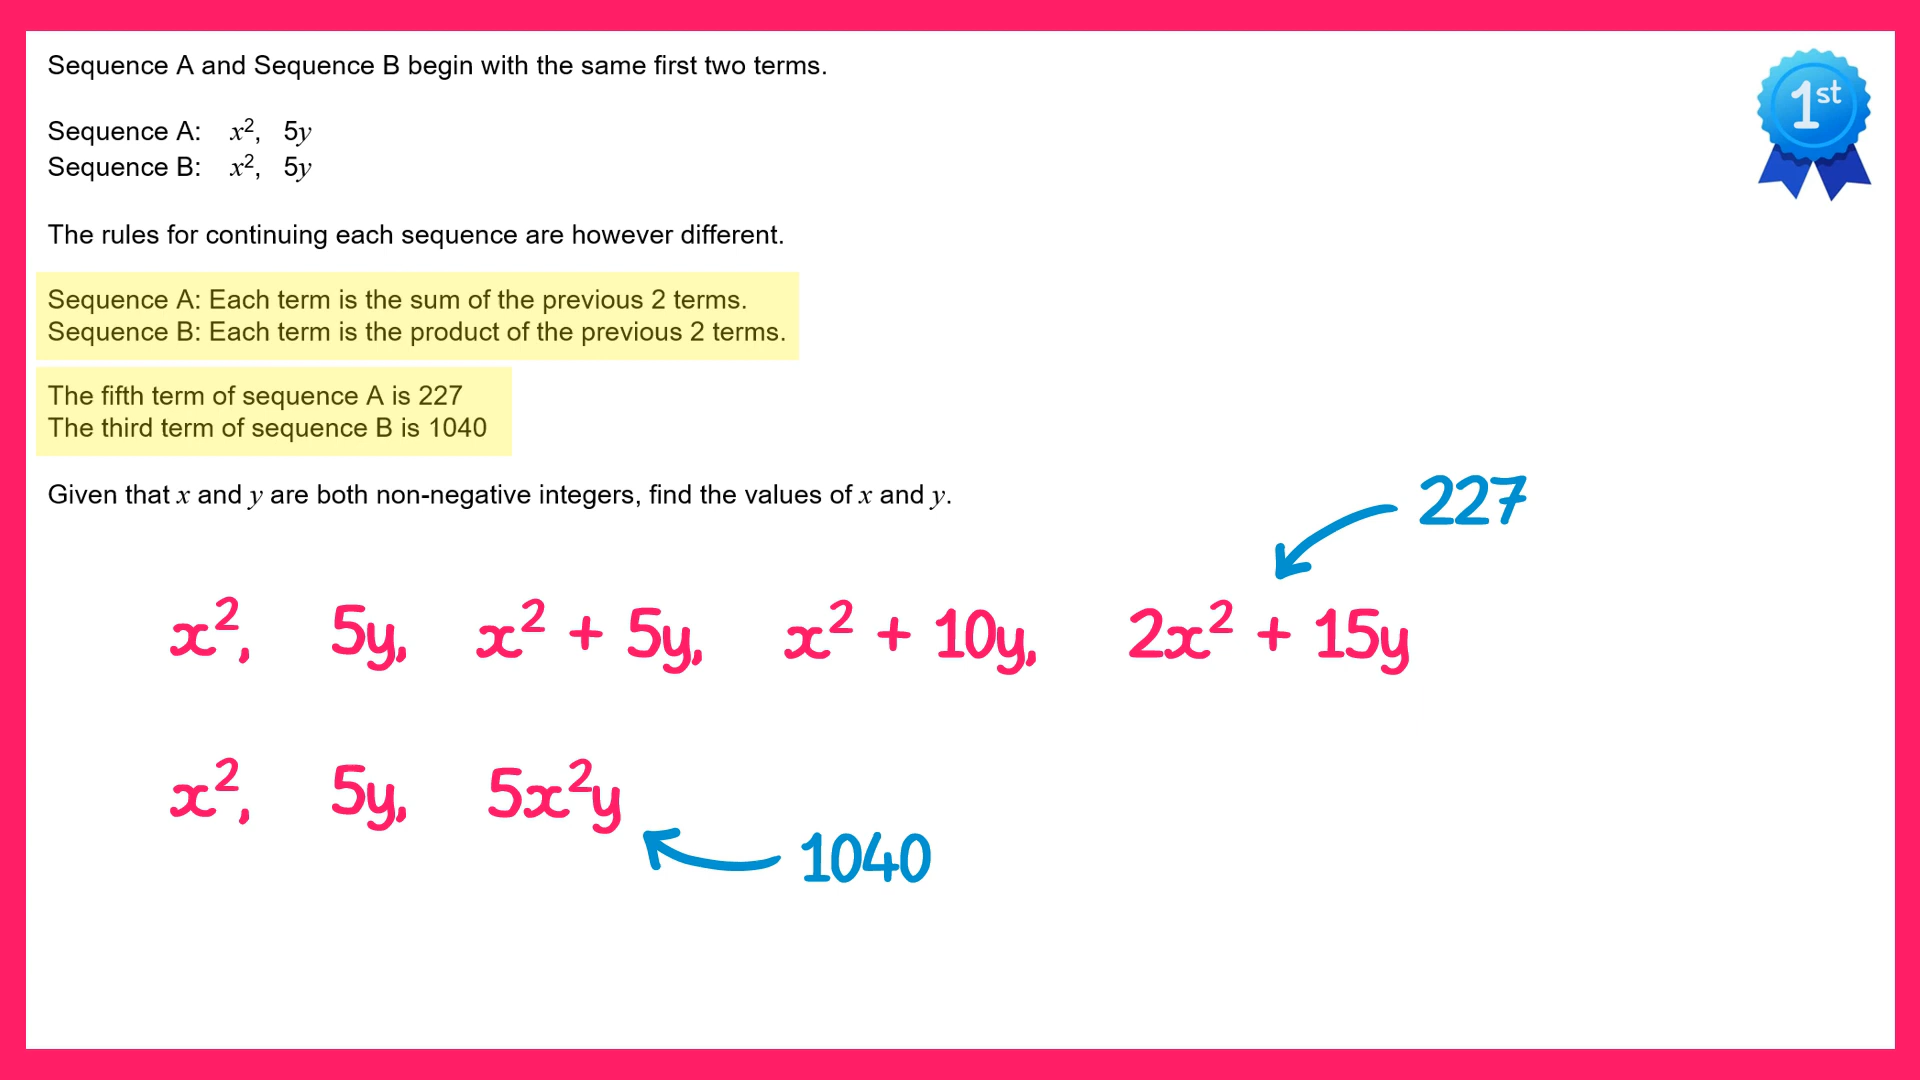 Sequence A and Sequence B begin with the same first two terms.
1st
Sequence A: x², 5y
Sequence B: x², 5y
The rules for continuing each sequence are however different.
Sequence A: Each term is the sum of the previous 2 terms.
Sequence B: Each term is the product of the previous 2 terms.
The fifth term of sequence A is 227
The third term of sequence B is 1040
Given that x and y are both non-negative integers, find the values of x and y.
227
x², 5y, x² + 5y, x² + 10y, 2x² + 15y
x², 5y, 5x²y
1040